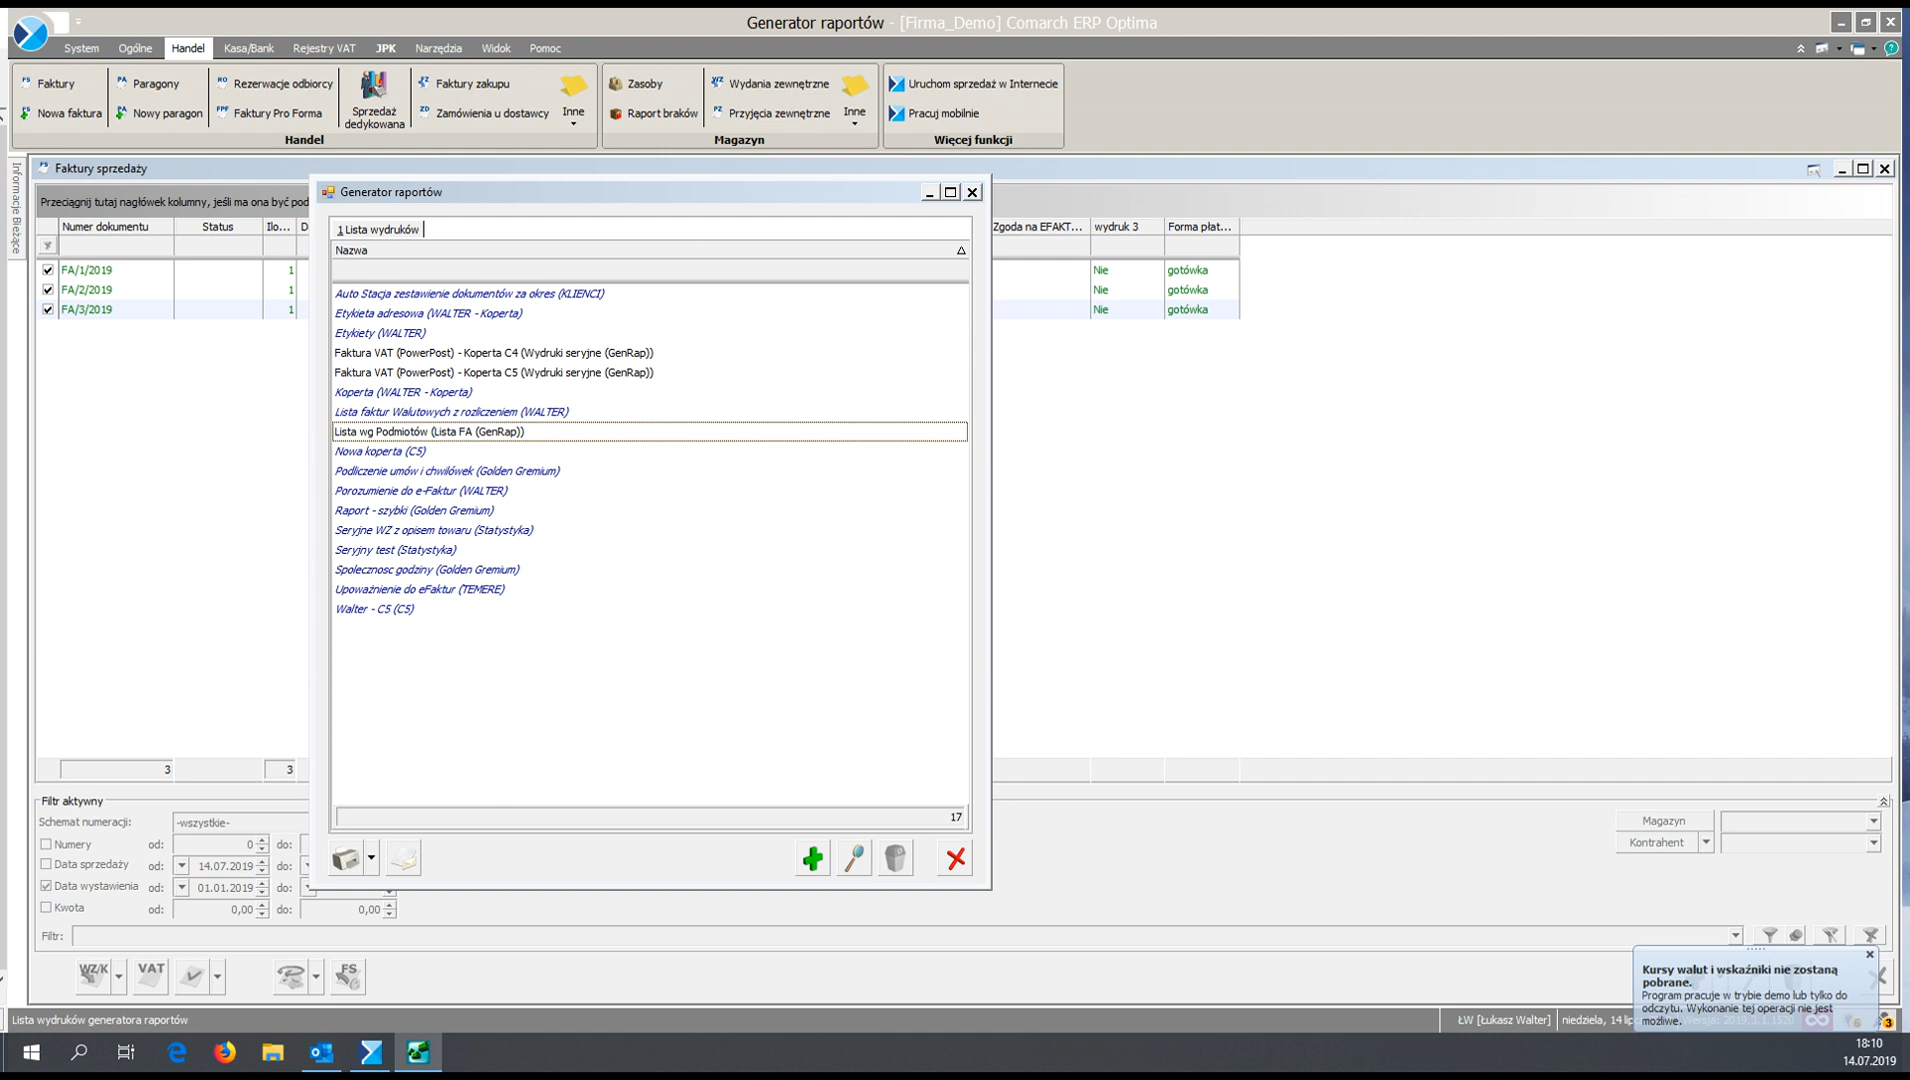 Generator raportów - [Firma_Demo] Comarch ERP Optima
System Ogólne Handel Kasa/Bank Rejestry VAT JPK Narzędzia Widok Pomoc
Faktury Paragony Rezerwacje odbiorcy Faktury zakupu Zasoby Wydania zewnętrzne Uruchom sprzedaż w Internecie
Nowa faktura Nowy paragon Faktury Pro Forma Sprzedaż dedykowana Zamówienia u dostawcy Inne Raport braków Przyjęcia zewnętrzne Inne Pracuj mobilnie
Handel Magazyn Więcej funkcji
Informacje Bieżące
Faktury sprzedaży
Generator raportów
Przeciągnij tutaj nagłówek kolumny, jeśli ma ona być pod
Numer dokumentu Status Ilo... D Zgoda na EFAKT... wydruk 3 Forma płat...
1 Lista wydruków
Nazwa
FA/1/2019 1 Nie gotówka
FA/2/2019 1 Nie gotówka
FA/3/2019 1 Nie gotówka
Auto Stacja zestawienie dokumentów za okres (KLIENCI)
Etykieta adresowa (WALTER - Koperta)
Etykiety (WALTER)
Faktura VAT (PowerPost) - Koperta C4 (Wydruki seryjne (GenRap))
Faktura VAT (PowerPost) - Koperta C5 (Wydruki seryjne (GenRap))
Koperta (WALTER - Koperta)
Lista faktur Walutowych z rozliczeniem (WALTER)
Lista wg Podmiotów (Lista FA (GenRap))
Nowa koperta (C5)
Podliczenie umów i chwilówek (Golden Gremium)
Porozumienie do e-Faktur (WALTER)
Raport - szybki (Golden Gremium)
Seryjne WZ z opisem towaru (Statystyka)
Seryjny test (Statystyka)
Spolecznosc godziny (Golden Gremium)
Upoważnienie do eFaktur (TEMERE)
Walter - C5 (C5)
3 3
17
Filtr aktywny
Schemat numeracji: -wszystkie- Magazyn
Numery od: 0 do: Kontrahent
Data sprzedaży od: 14.07.2019
Data wystawienia od: 01.01.2019
Kwota od: 0,00 do: 0,00
Filtr:
WZ/K VAT FS
Kursy walut i wskaźniki nie zostaną pobrane.
Program pracuje w trybie demo lub tylko do odczytu. Wykonanie tej operacji nie jest możliwe.
Lista wydruków generatora raportów ŁW [Łukasz Walter] niedziela, 14 lip 3
18:10
14.07.2019